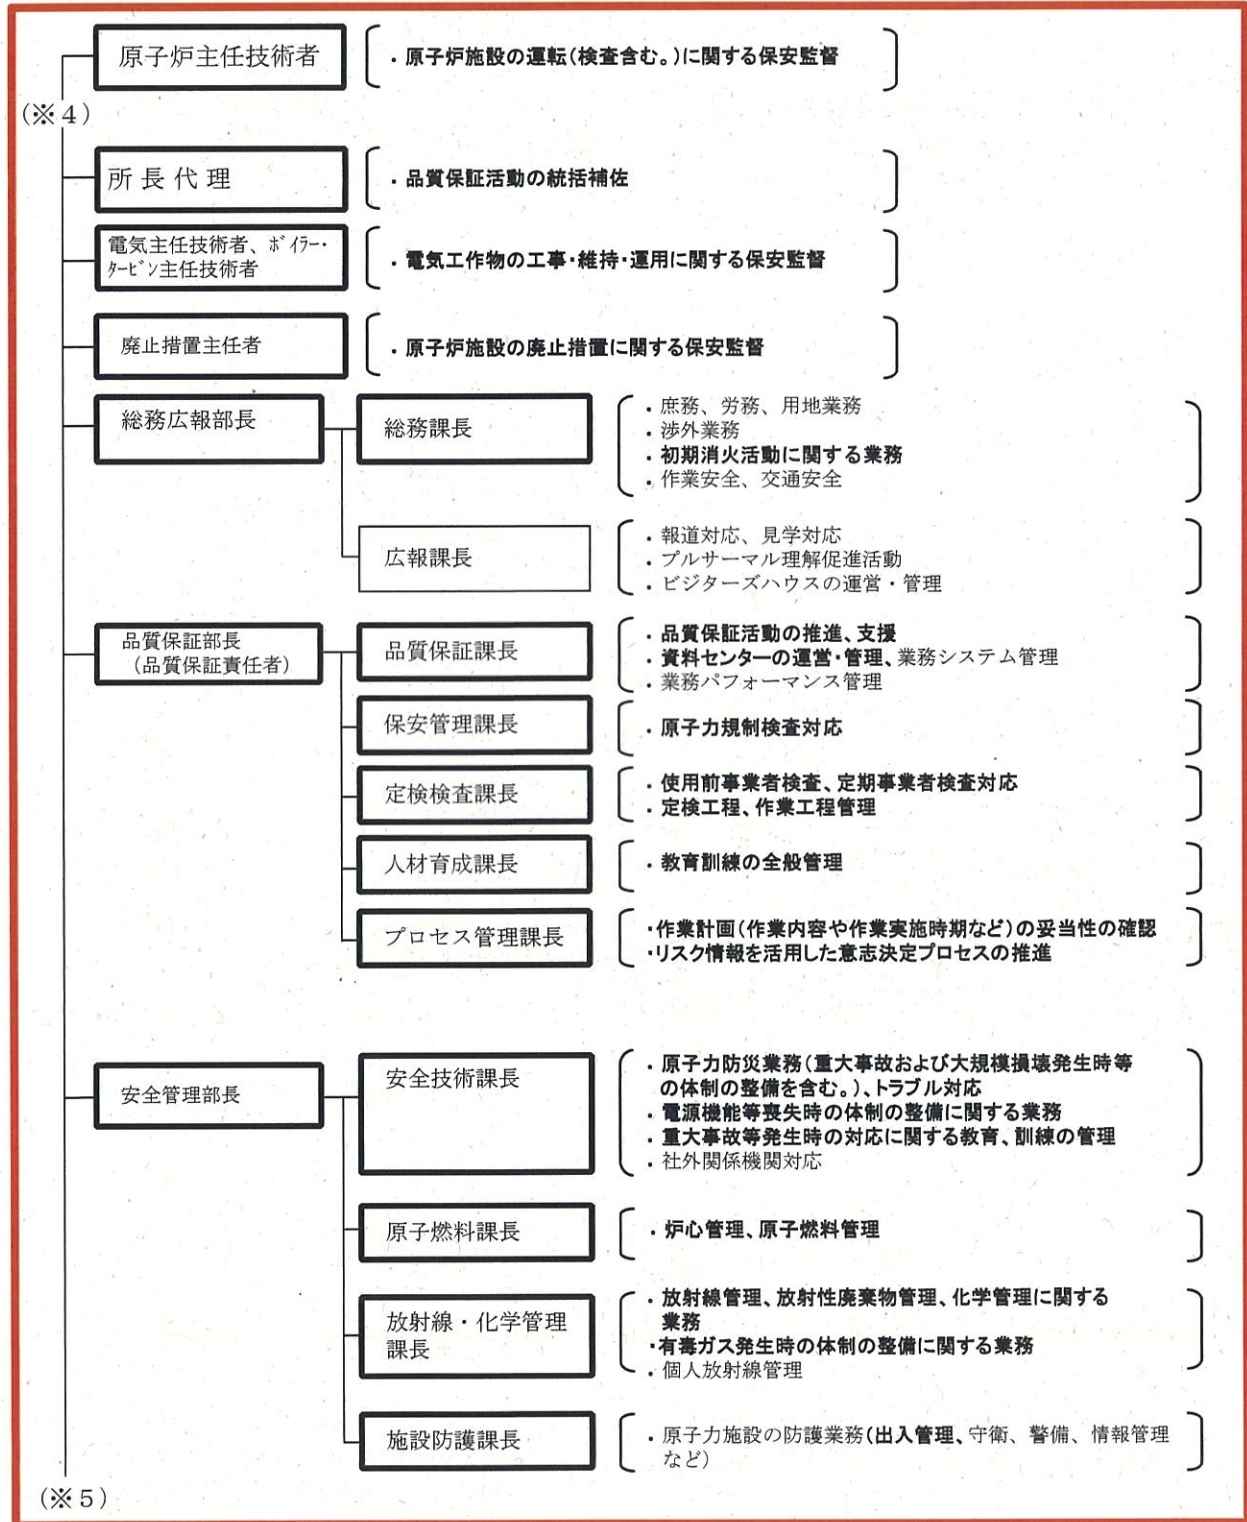 原子炉主任技術者
・原子炉施設の運転(検査含む。)に関する保安監督
(※4)
所長代理
・品質保証活動の統括補佐
電気主任技術者、ボイラー・
タービン主任技術者
・電気工作物の工事・維持・運用に関する保安監督
廃止措置主任者
・原子炉施設の廃止措置に関する保安監督
総務広報部長
総務課長
・庶務、労務、用地業務
・渉外業務
・初期消火活動に関する業務
・作業安全、交通安全
広報課長
・報道対応、見学対応
・プルサーマル理解促進活動
・ビジターズハウスの運営・管理
品質保証部長
(品質保証責任者)
品質保証課長
・品質保証活動の推進、支援
・資料センターの運営・管理、業務システム管理
・業務パフォーマンス管理
保安管理課長
・原子力規制検査対応
定検検査課長
・使用前事業者検査、定期事業者検査対応
・定検工程、作業工程管理
人材育成課長
・教育訓練の全般管理
プロセス管理課長
・作業計画(作業内容や作業実施時期など)の妥当性の確認
・リスク情報を活用した意志決定プロセスの推進
安全管理部長
安全技術課長
・原子力防災業務(重大事故および大規模損壊発生時等
の体制の整備を含む。)、トラブル対応
・電源機能等喪失時の体制の整備に関する業務
・重大事故等発生時の対応に関する教育、訓練の管理
・社外関係機関対応
原子燃料課長
・炉心管理、原子燃料管理
放射線・化学管理
課長
・放射線管理、放射性廃棄物管理、化学管理に関する
業務
・有毒ガス発生時の体制の整備に関する業務
・個人放射線管理
施設防護課長
・原子力施設の防護業務(出入管理、守衛、警備、情報管理
など)
(※5)